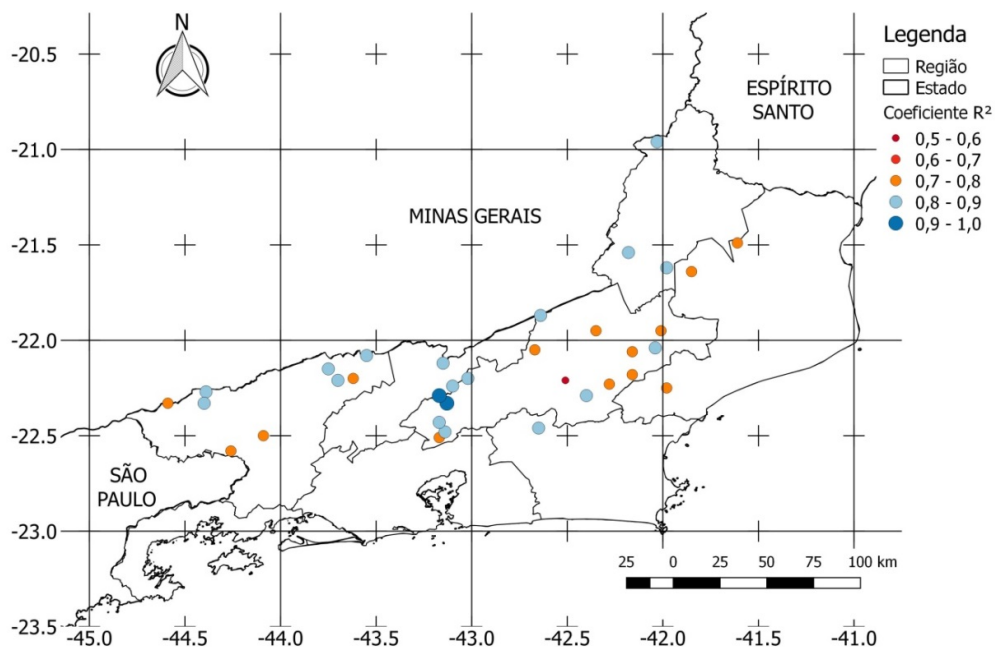 N
Legenda
Região
Estado
Coeficiente R²
0,5 - 0,6
0,6 - 0,7
0,7 - 0,8
0,8 - 0,9
0,9 - 1,0
ESPÍRITO
SANTO
MINAS GERAIS
SÃO
PAULO
-20.5
-21.0
-21.5
-22.0
-22.5
-23.0
-23.5
25 0 25 50 75 100 km
-45.0 -44.5 -44.0 -43.5 -43.0 -42.5 -42.0 -41.5 -41.0